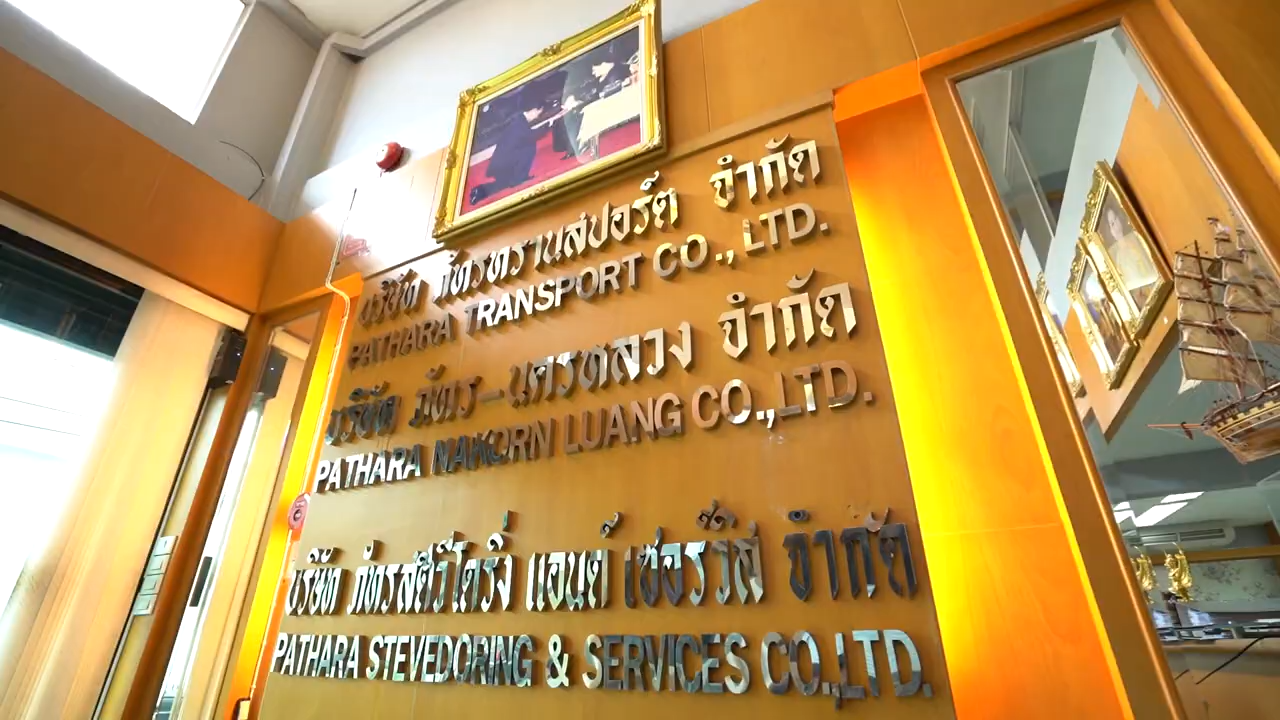 บริษัท ภัทรทรานสปอร์ต จำกัด
PATHARA TRANSPORT CO., LTD.
บริษัท ภัทร-นครหลวง จำกัด
PATHARA NAKORN LUANG CO.,LTD.
บริษัท ภัทรสตีวีโดริ่ง แอนด์ เซอร์วิส จำกัด
PATHARA STEVEDORING & SERVICES CO.,LTD.